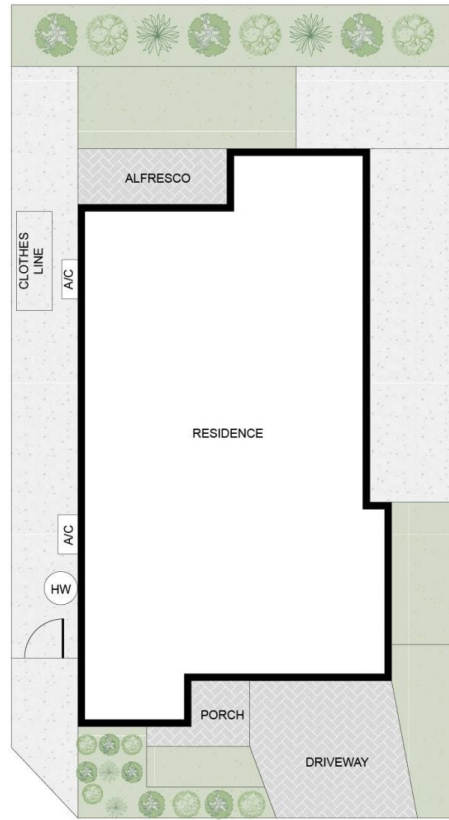 ALFRESCO
CLOTHES
LINE
A/C
RESIDENCE
A/C
HW
PORCH
DRIVEWAY